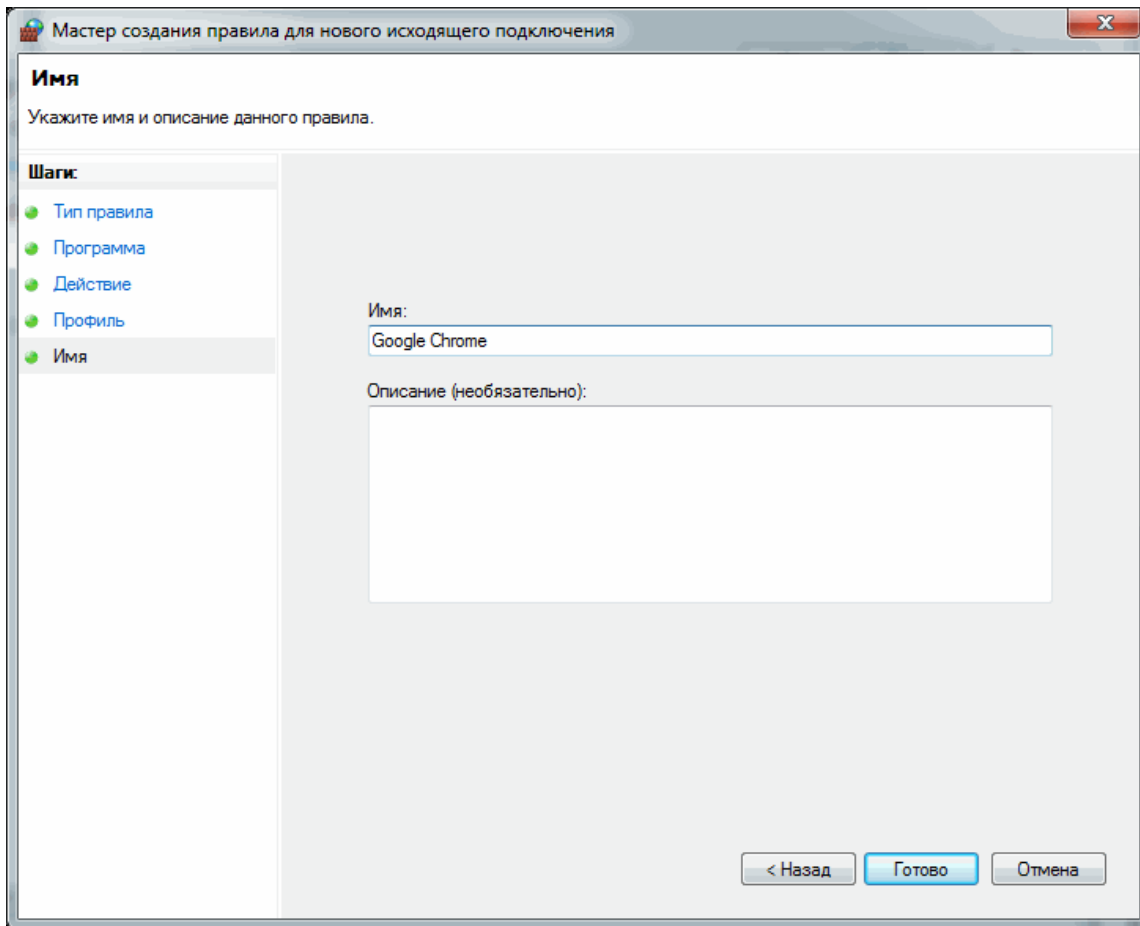 Мастер создания правила для нового исходящего подключения
Имя
Укажите имя и описание данного правила.
Шаги:
Тип правила
Программа
Действие
Профиль
Имя
Имя:
Google Chrome
Описание (необязательно):
< Назад Готово Отмена